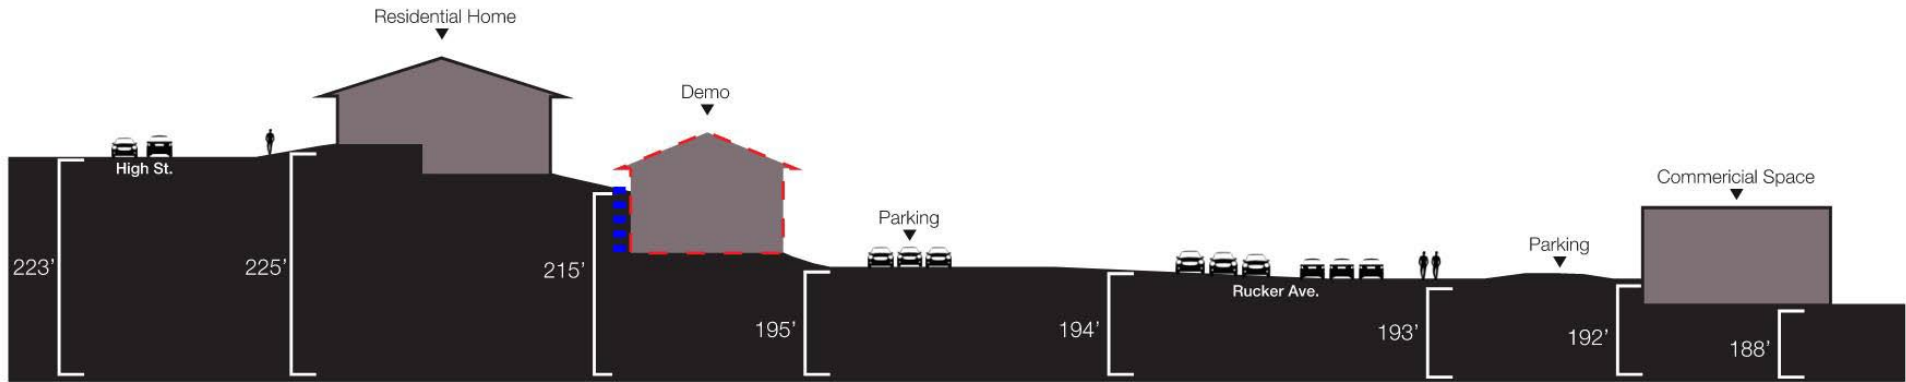 Residential Home
Demo
High St.
Parking
Commericial Space
Parking
Rucker Ave.
223’
225’
215’
195’
194’
193’
192’
188’